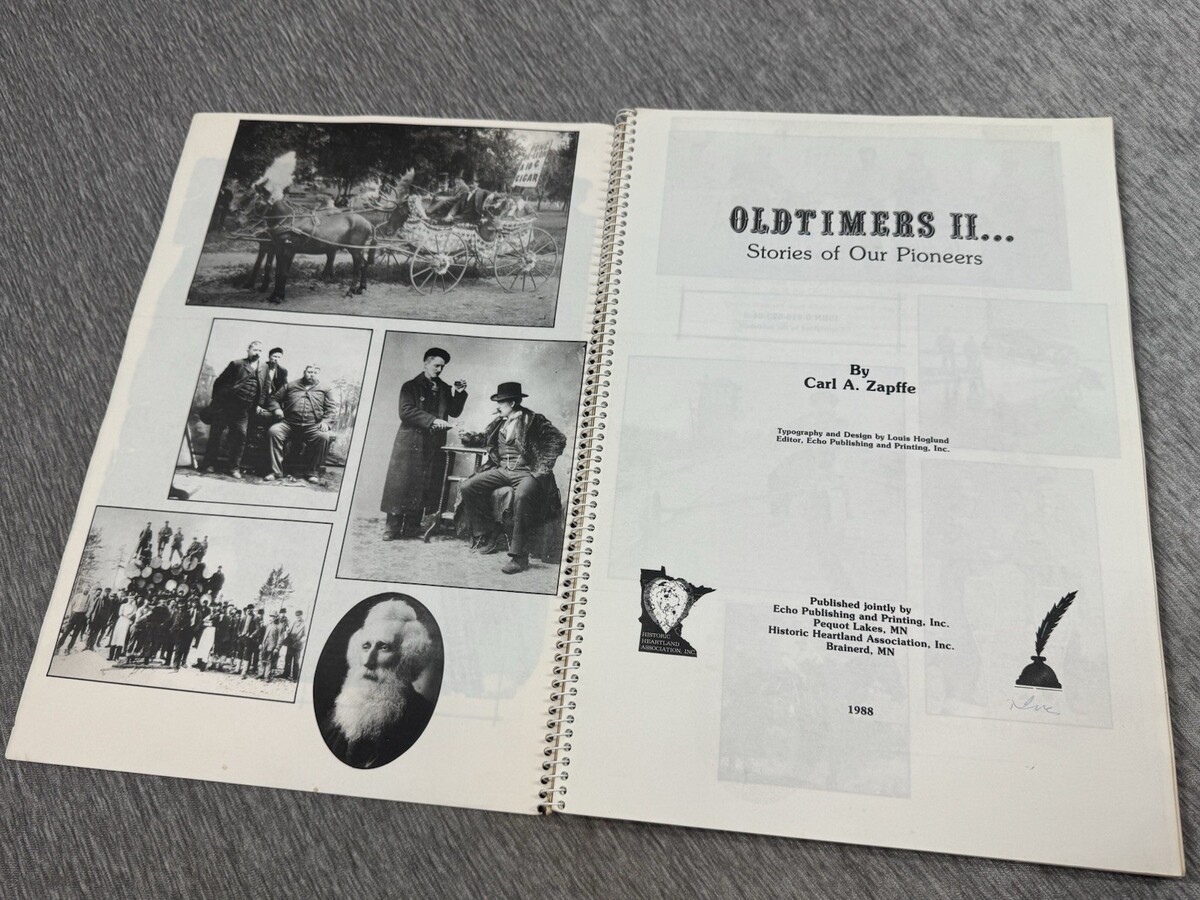 A 10¢
CIGAR
OLDTIMERS II...
Stories of Our Pioneers
By
Carl A. Zapffe
Typography and Design by Louis Hoglund
Editor, Echo Publishing and Printing, Inc.
Published jointly by
Echo Publishing and Printing, Inc.
Pequot Lakes, MN
Historic Heartland Association, Inc.
Brainerd, MN
HISTORIC
HEARTLAND
ASSOCIATION, INC.
1988